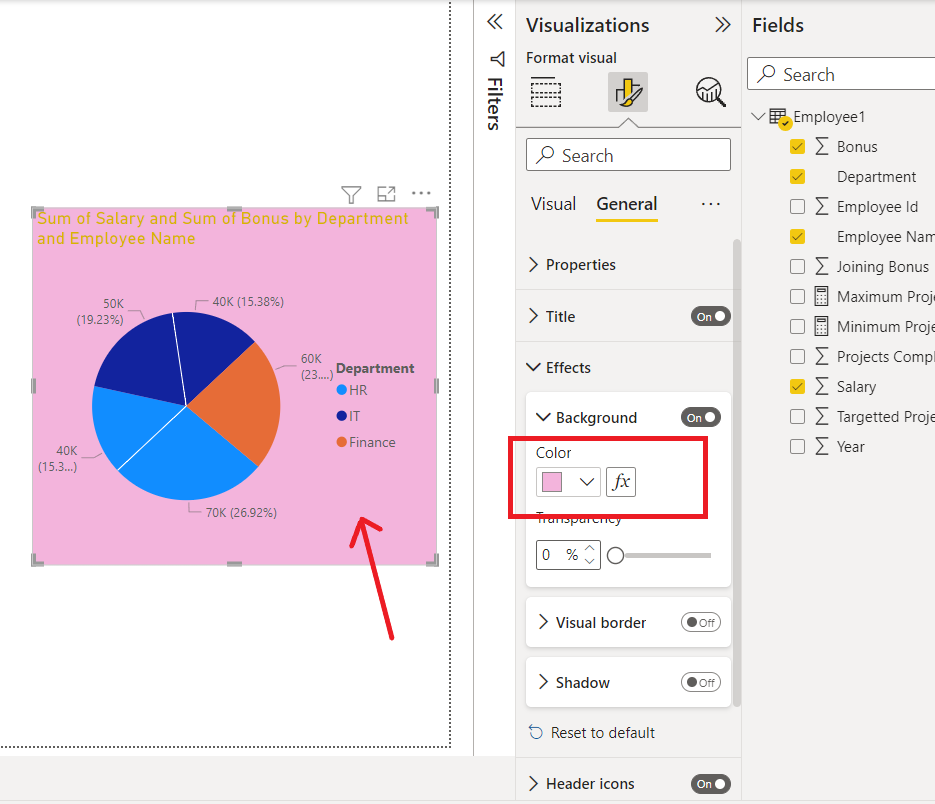 Sum of Salary and Sum of Bonus by Department
and Employee Name
50K
(19.23%)
40K (15.38%)
60K
(23....)
40K
(15.3...)
70K (26.92%)
Department
HR
IT
Finance
Filters
Visualizations
Format visual
Search
Visual
General
...
Properties
Title
On
Effects
Background
On
Color
fx
Transparency
0 %
Visual border
Off
Shadow
Off
Reset to default
Header icons
On
Fields
Search
Employee1
Bonus
Department
Employee Id
Employee Nam
Joining Bonus
Maximum Proje
Minimum Proje
Projects Compl
Salary
Targetted Proje
Year